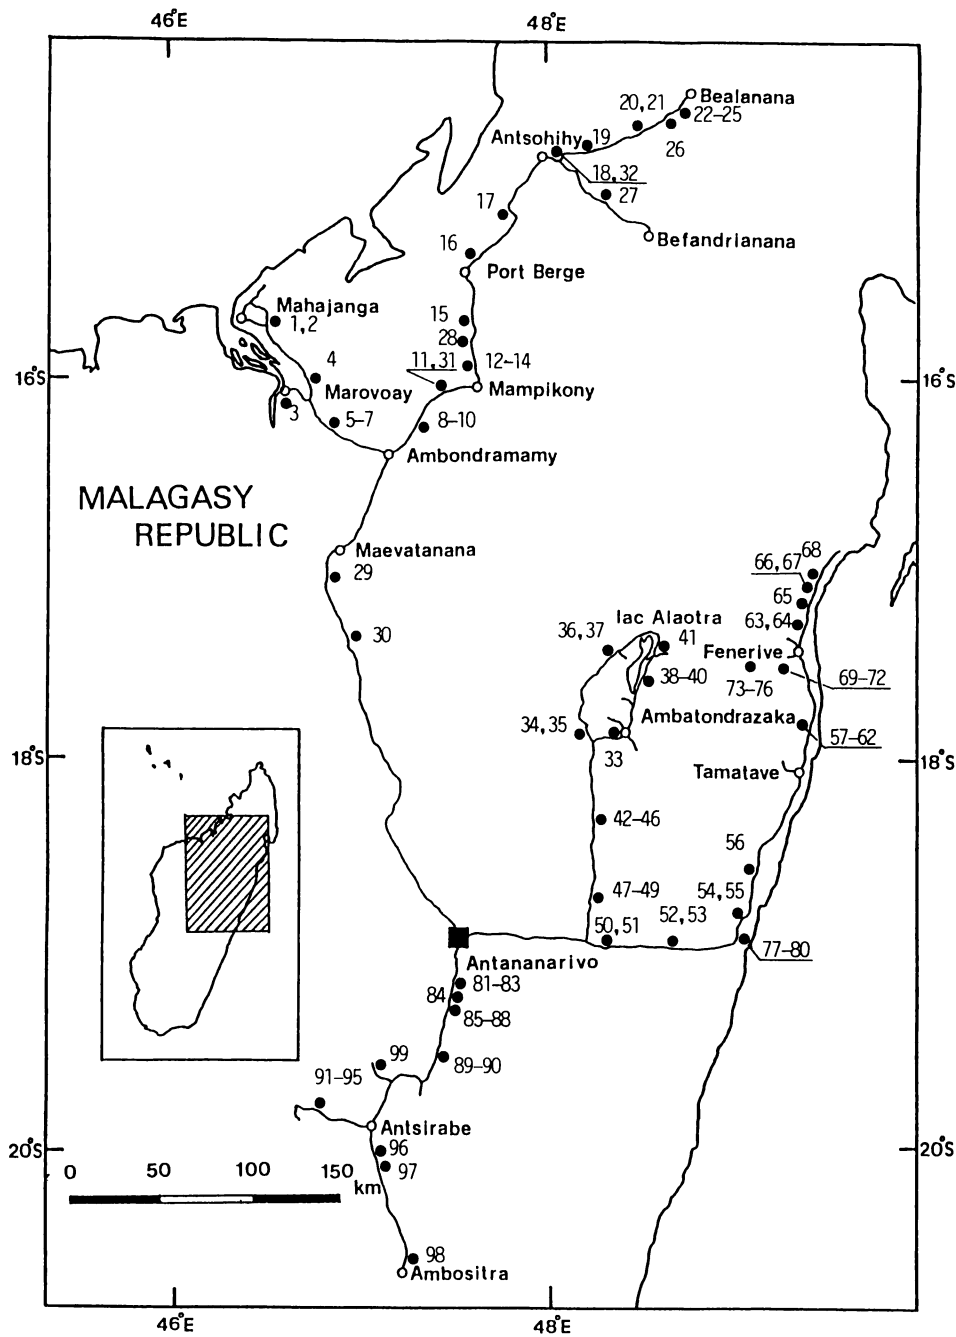 46°E
48°E
Bealanana
20,21
22–25
Antsohihy
19
26
18,32
27
17
Befandrianana
16
Port Berge
Mahajanga
1,2
15
28
4
11,31
12–14
16°S
16°S
Marovoay
Mampikony
3
5–7
8–10
Ambondramamy
MALAGASY
REPUBLIC
Maevatanana
29
68
66,67
65
30
lac Alaotra
63,64
36,37
41
Fenerive
38–40
73–76
69–72
Ambatondrazaka
34,35
57–62
33
18°S
18°S
Tamatave
42–46
56
47–49
54,55
50,51
52,53
77–80
Antananarivo
81–83
84
85–88
99
89–90
91–95
Antsirabe
20°S
20°S
96
97
0 50 100 150
km
98
Ambositra
46°E
48°E